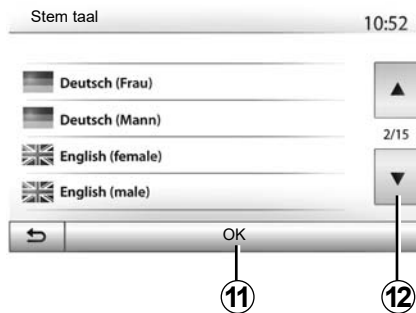 Stem taal
10:52
Deutsch (Frau)
Deutsch (Mann)
2/15
English (female)
English (male)
OK
11
12